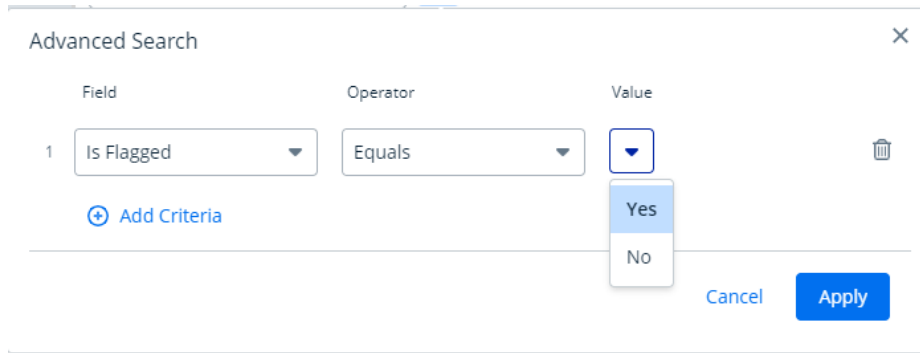 Advanced Search
Field Operator Value
1 Is Flagged Equals
Add Criteria
Yes
No
Cancel Apply